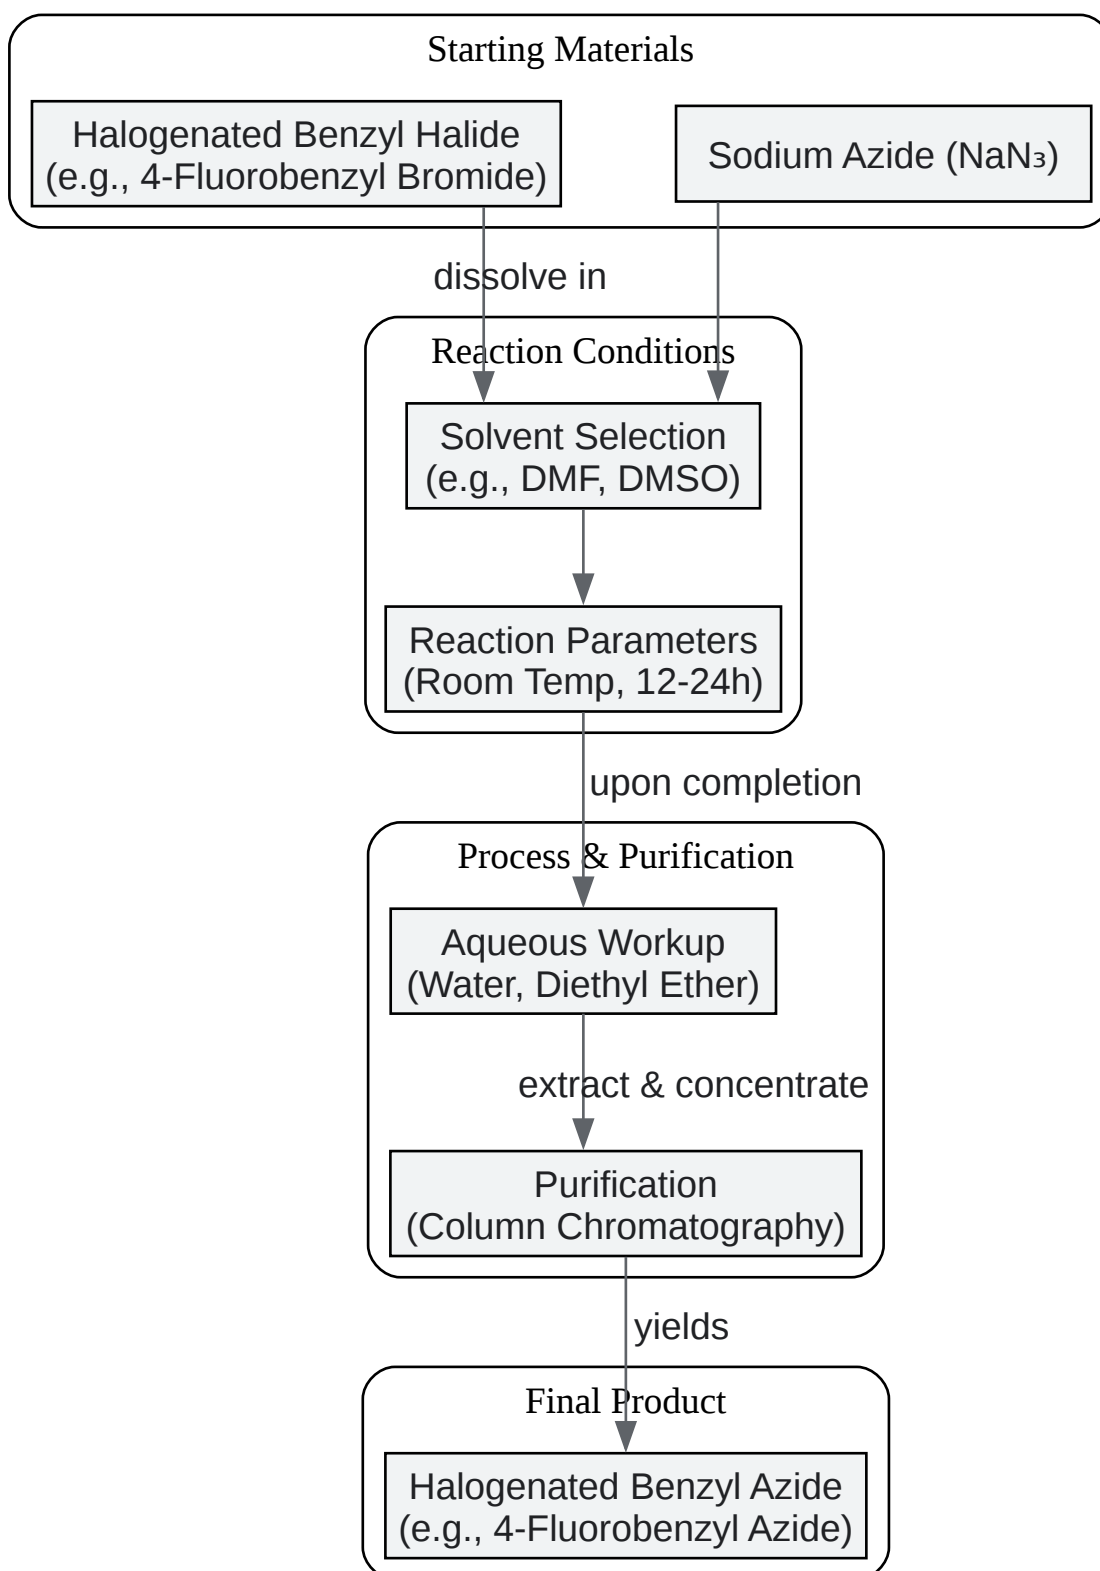 Starting Materials
Halogenated Benzyl Halide
(e.g., 4-Fluorobenzyl Bromide)
Sodium Azide (NaN₃)
dissolve in
Reaction Conditions
Solvent Selection
(e.g., DMF, DMSO)
Reaction Parameters
(Room Temp, 12-24h)
upon completion
Process & Purification
Aqueous Workup
(Water, Diethyl Ether)
extract & concentrate
Purification
(Column Chromatography)
yields
Final Product
Halogenated Benzyl Azide
(e.g., 4-Fluorobenzyl Azide)